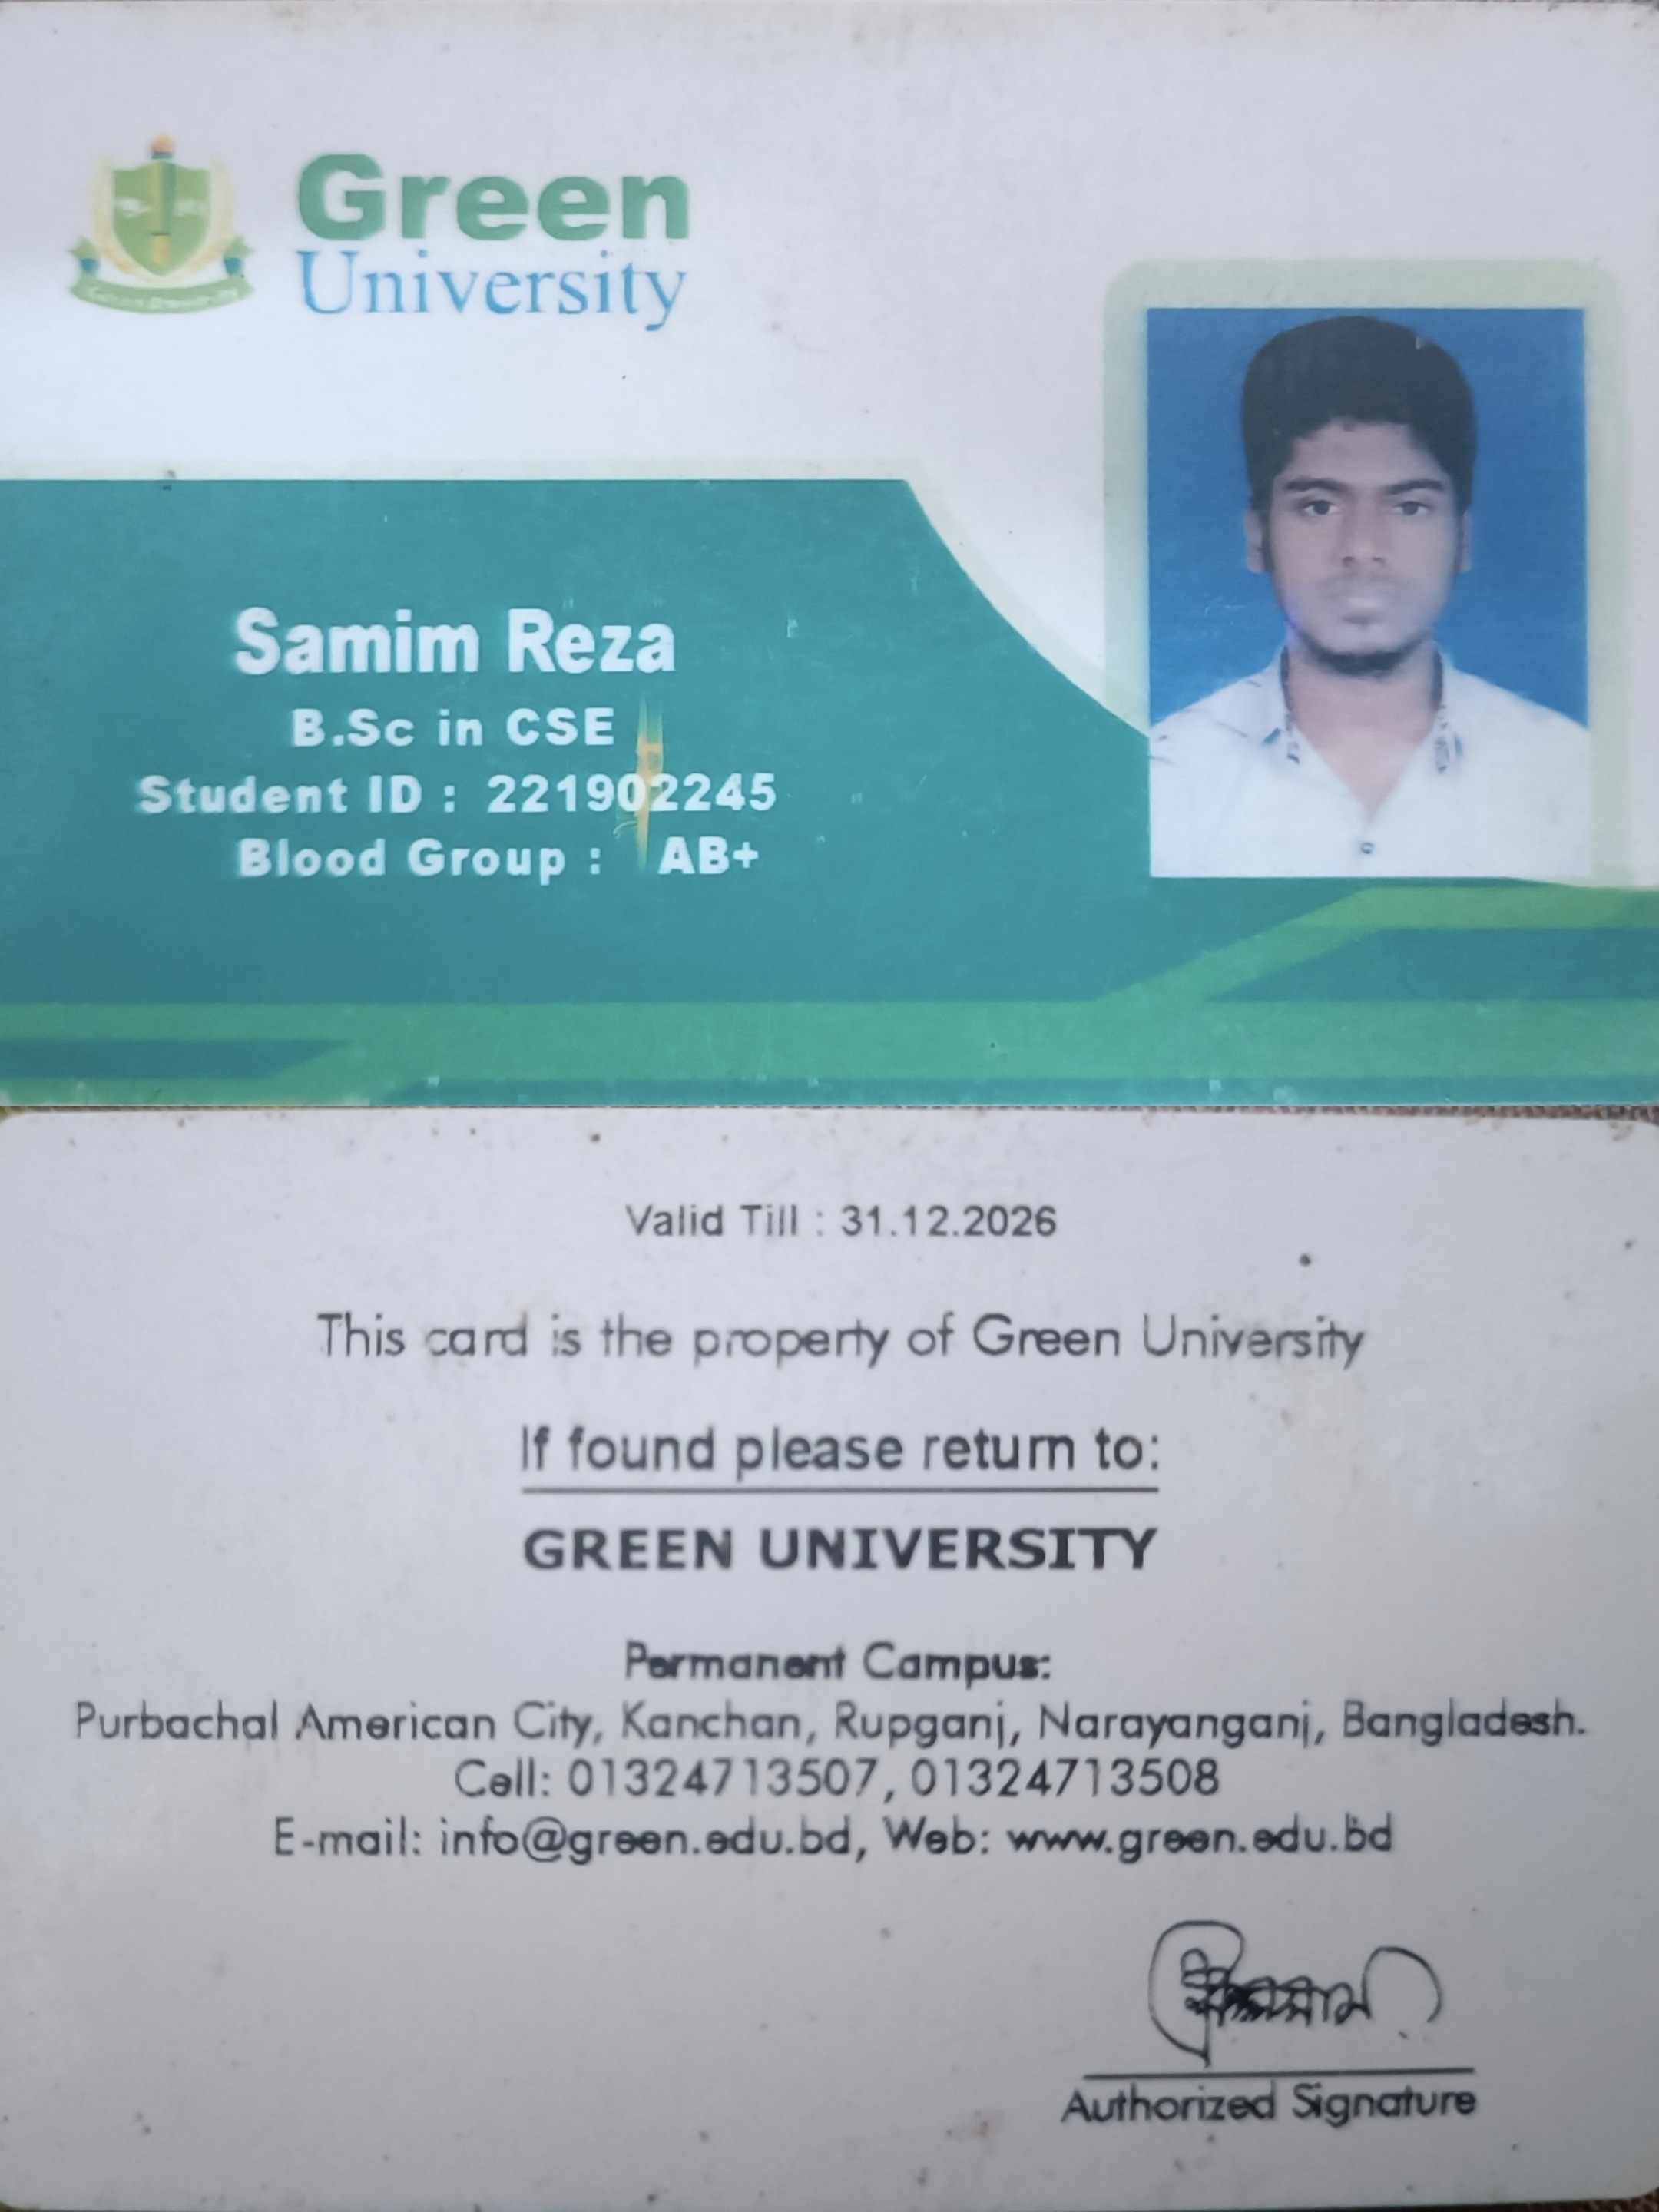 Green
University
Samim Reza
B.Sc in CSE
Student ID : 221902245
Blood Group : AB+
Valid Till : 31.12.2026
This card is the property of Green University
If found please return to:
GREEN UNIVERSITY
Permanent Campus:
Purbachal American City, Kanchan, Rupganj, Narayanganj, Bangladesh.
Cell: 01324713507, 01324713508
E-mail: info@green.edu.bd, Web: www.green.edu.bd
Authorized Signature